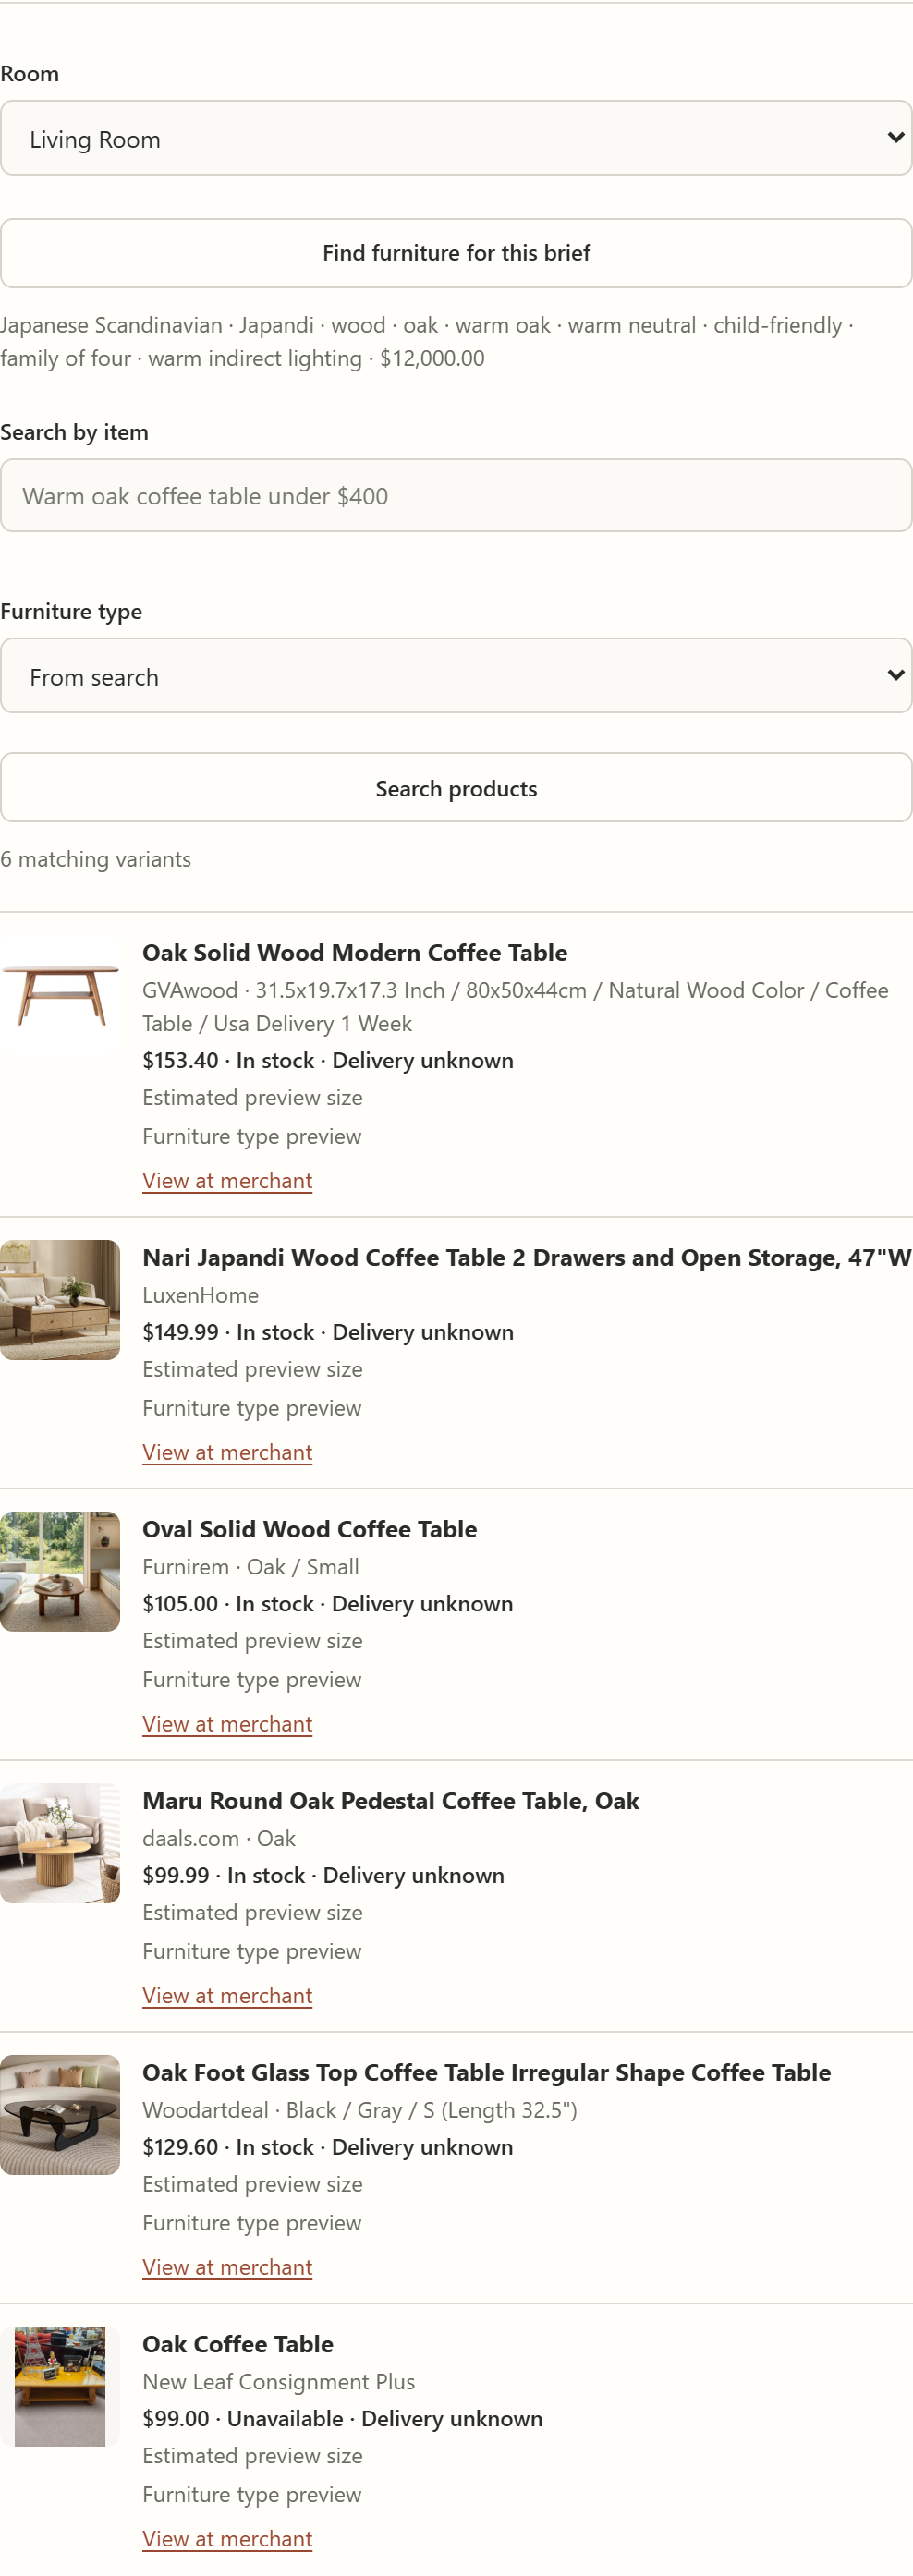 Room
Living Room
Find furniture for this brief
Japanese Scandinavian · Japandi · wood · oak · warm oak · warm neutral · child-friendly ·
family of four · warm indirect lighting · $12,000.00
Search by item
Warm oak coffee table under $400
Furniture type
From search
Search products
6 matching variants
Oak Solid Wood Modern Coffee Table
GVAwood · 31.5x19.7x17.3 Inch / 80x50x44cm / Natural Wood Color / Coffee
Table / Usa Delivery 1 Week
$153.40 · In stock · Delivery unknown
Estimated preview size
Furniture type preview
View at merchant
Nari Japandi Wood Coffee Table 2 Drawers and Open Storage, 47"W
LuxenHome
$149.99 · In stock · Delivery unknown
Estimated preview size
Furniture type preview
View at merchant
Oval Solid Wood Coffee Table
Furnirem · Oak / Small
$105.00 · In stock · Delivery unknown
Estimated preview size
Furniture type preview
View at merchant
Maru Round Oak Pedestal Coffee Table, Oak
daals.com · Oak
$99.99 · In stock · Delivery unknown
Estimated preview size
Furniture type preview
View at merchant
Oak Foot Glass Top Coffee Table Irregular Shape Coffee Table
Woodartdeal · Black / Gray / S (Length 32.5")
$129.60 · In stock · Delivery unknown
Estimated preview size
Furniture type preview
View at merchant
Oak Coffee Table
New Leaf Consignment Plus
$99.00 · Unavailable · Delivery unknown
Estimated preview size
Furniture type preview
View at merchant